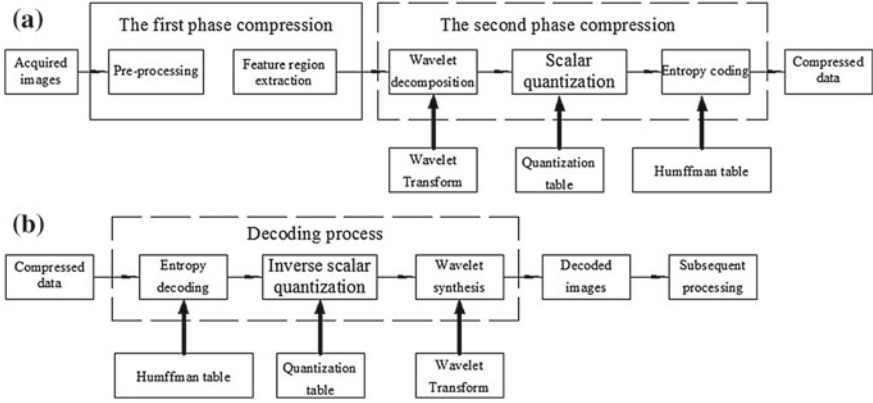 (a)
The first phase compression
The second phase compression
Acquired
images
Pre-processing
Feature region
extraction
Wavelet
decomposition
Scalar
quantization
Entropy coding
Compressed
data
Wavelet
Transform
Quantization
table
Humffman table
(b)
Decoding process
Compressed
data
Entropy
decoding
Inverse scalar
quantization
Wavelet
synthesis
Decoded
images
Subsequent
processing
Humffman table
Quantization
table
Wavelet
Transform